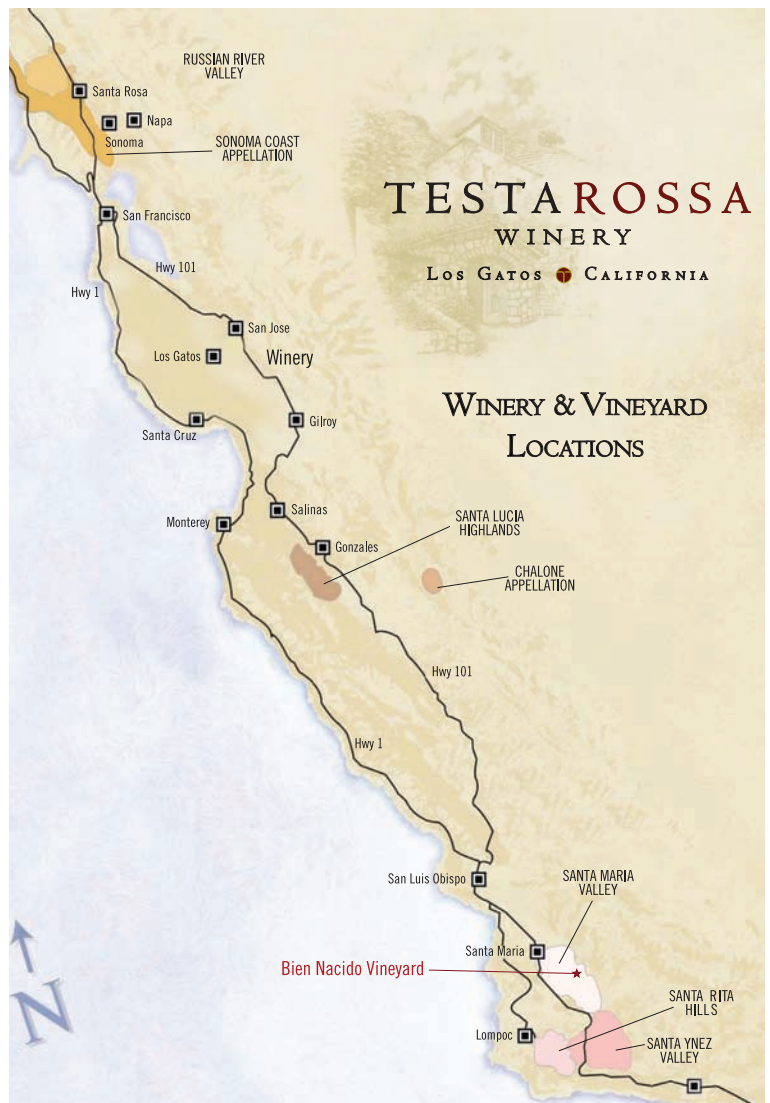 RUSSIAN RIVER
VALLEY
Santa Rosa
Napa
Sonoma
SONOMA COAST
APPELLATION
TESTAROSSA
WINERY
LOS GATOS CALIFORNIA
San Francisco
Hwy 101
Hwy 1
San Jose
Los Gatos
Winery
WINERY & VINEYARD
LOCATIONS
Santa Cruz
Gilroy
Salinas
Monterey
SANTA LUCIA
HIGHLANDS
Gonzales
CHALONE
APPELLATION
Hwy 101
Hwy 1
San Luis Obispo
SANTA MARIA
VALLEY
Santa Maria
Bien Nacido Vineyard
SANTA RITA
HILLS
Lompoc
SANTA YNEZ
VALLEY
N